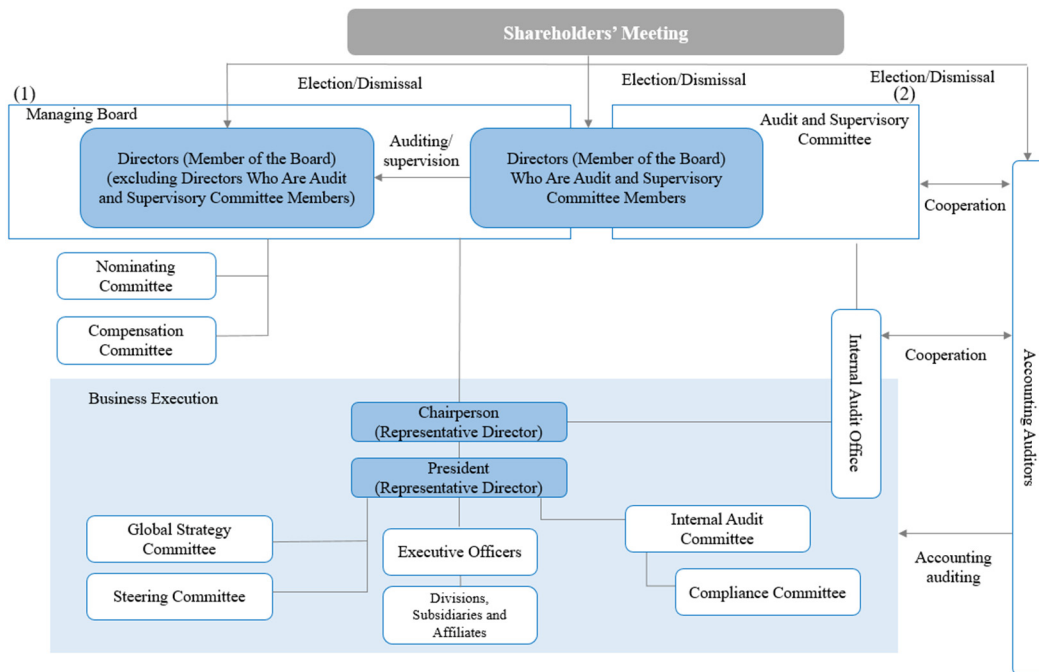 Shareholders' Meeting
Election/Dismissal
Election/Dismissal
Election/Dismissal
(1)
(2)
Managing Board
Audit and Supervisory
Committee
Directors (Member of the Board)
(excluding Directors Who Are Audit
and Supervisory Committee Members)
Auditing/
supervision
Directors (Member of the Board)
Who Are Audit and Supervisory
Committee Members
Cooperation
Nominating
Committee
Compensation
Committee
Internal Audit Office
Cooperation
Accounting Auditors
Business Execution
Chairperson
(Representative Director)
President
(Representative Director)
Global Strategy
Committee
Steering Committee
Executive Officers
Divisions,
Subsidiaries and
Affiliates
Internal Audit
Committee
Compliance Committee
Accounting
auditing